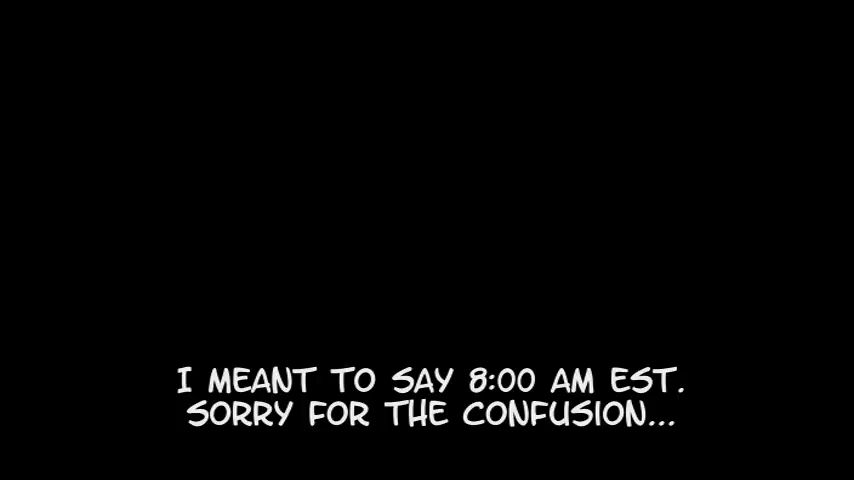 I MEANT TO SAY 8:00 AM EST.
SORRY FOR THE CONFUSION...